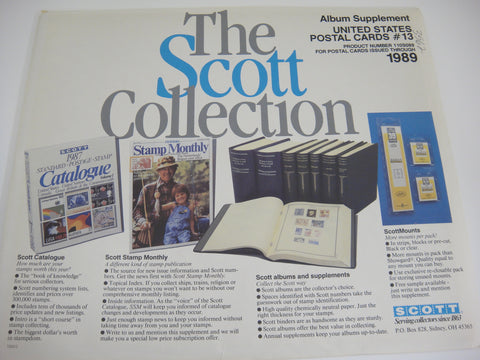 The
Scott
Collection
Album Supplement
UNITED STATES
POSTAL CARDS #13
PRODUCT NUMBER 110S089
FOR POSTAL CARDS ISSUED THROUGH
1989
SCOTT
1987
STANDARD • POSTAGE • STAMP
Catalogue
Stamp Monthly
Scott Catalogue
How much are your
stamps worth this year?
● The "book of knowledge"
for serious collectors.
● Scott numbering system lists,
identifies and prices over
300,000 stamps.
● Includes tens of thousands of
price updates and new listings.
● Intro is a "short course" in
stamp collecting.
● The biggest dollar's worth
in stampdom.
Scott Stamp Monthly
A different kind of stamp publication
● The source for new issue information and Scott num-
bers. Get the news first with Scott Stamp Monthly.
● Topical Index. If you collect ships, trains, religion or
whatever on stamps you won't want to be without our
comprehensive monthly listing.
● Inside information. As the "voice" of the Scott
Catalogue, SSM will keep you informed of catalogue
changes and developments as they occur.
● Just enough stamp news to keep you informed without
taking time away from you and your stamps.
● Write to us and mention this supplement and we will
make you a special low price subscription offer.
Scott albums and supplements
Collect the Scott way
● Scott albums are the collector's choice.
● Spaces identified with Scott numbers take the
guesswork out of stamp identification.
● High quality chemically neutral paper. Just the
right thickness for your stamps.
● Scott binders are as handsome as they are sturdy.
● Scott albums offer the best value in collecting.
● Annual supplements keep your albums up-to-date.
ScottMounts
More mounts per pack!
● In strips, blocks or pre-cut,
black or clear.
● More mounts in pack than
Showgard®. Quality equal to
any mount you can buy.
● Use exclusive re-closable pack
for storing unused mounts.
● Free sample available –
just write in and mention
this supplement.
SCOTT
Serving collectors since 1863
P.O. Box 828, Sidney, OH 45365